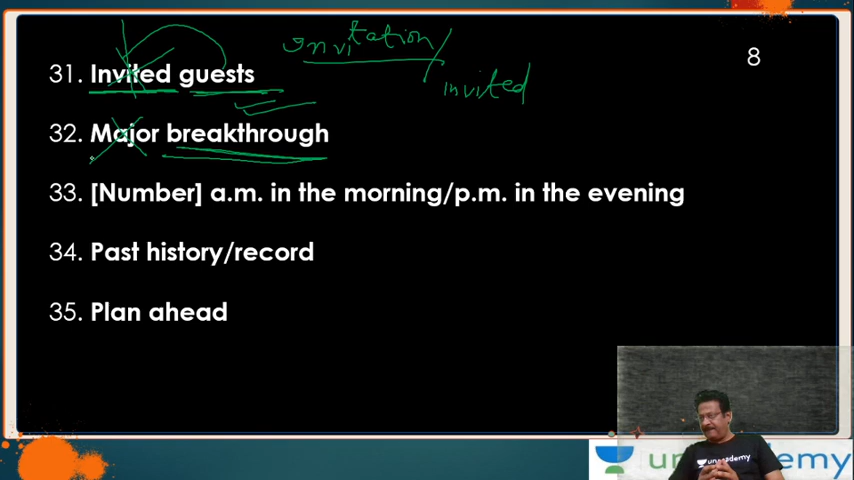 Invitation/
8
31. Invited guests
invited
32. Major breakthrough
33. [Number] a.m. in the morning/p.m. in the evening
34. Past history/record
35. Plan ahead
unacademy